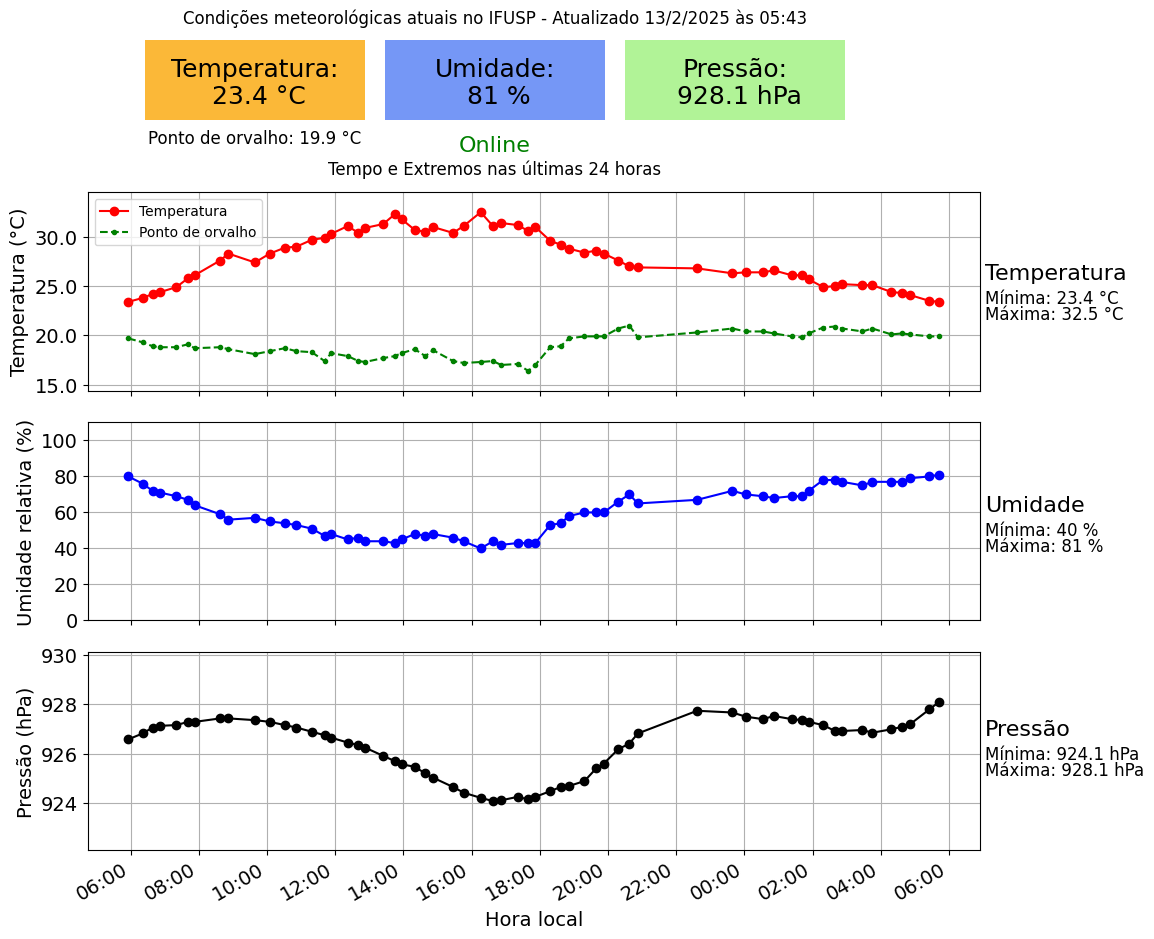 Condições meteorológicas atuais no IFUSP - Atualizado 13/2/2025 às 05:43
Temperatura:
23.4 °C
Umidade:
81 %
Pressão:
928.1 hPa
Ponto de orvalho: 19.9 °C
Online
Tempo e Extremos nas últimas 24 horas
Temperatura (°C)
30.0
25.0
20.0
15.0
Temperatura
Ponto de orvalho
Temperatura
Mínima: 23.4 °C
Máxima: 32.5 °C
Umidade relativa (%)
100
80
60
40
20
0
Umidade
Mínima: 40 %
Máxima: 81 %
Pressão (hPa)
930
928
926
924
Pressão
Mínima: 924.1 hPa
Máxima: 928.1 hPa
06:00 08:00 10:00 12:00 14:00 16:00 18:00 20:00 22:00 00:00 02:00 04:00 06:00
Hora local